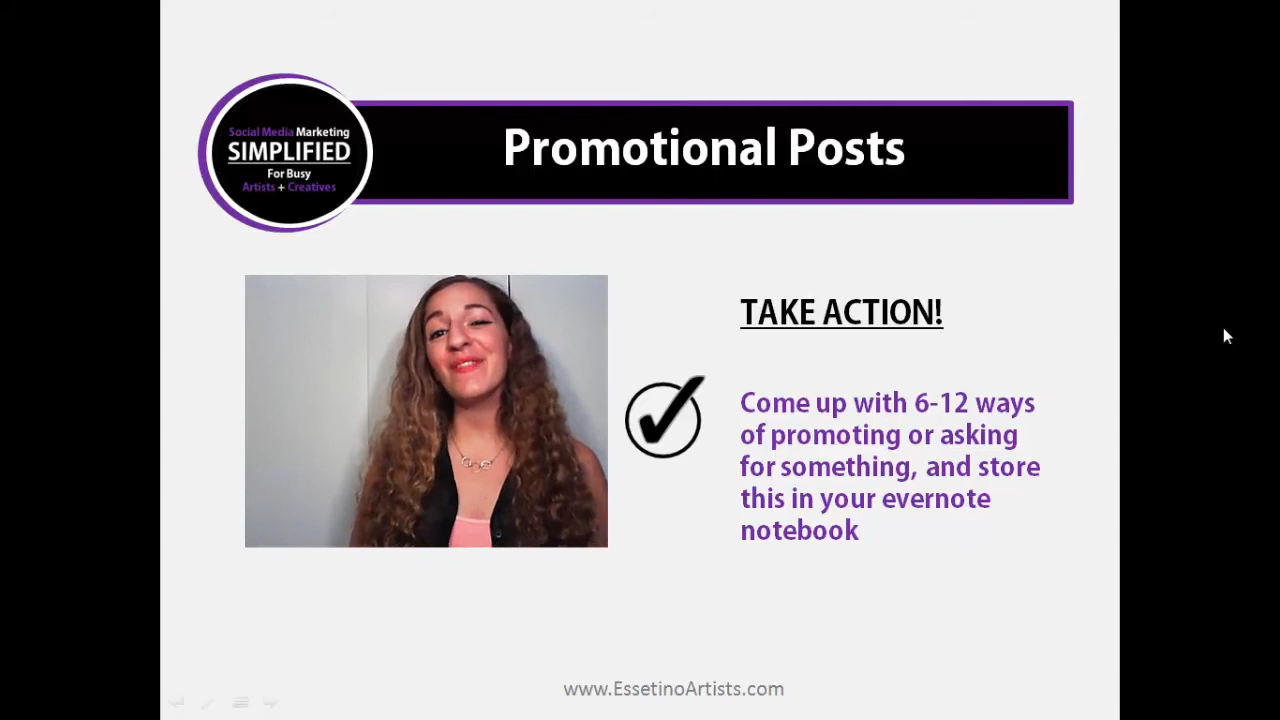 Social Media Marketing
SIMPLIFIED
For Busy
Artists + Creatives
Promotional Posts
TAKE ACTION!
Come up with 6-12 ways
of promoting or asking
for something, and store
this in your evernote
notebook
www.EssetinoArtists.com